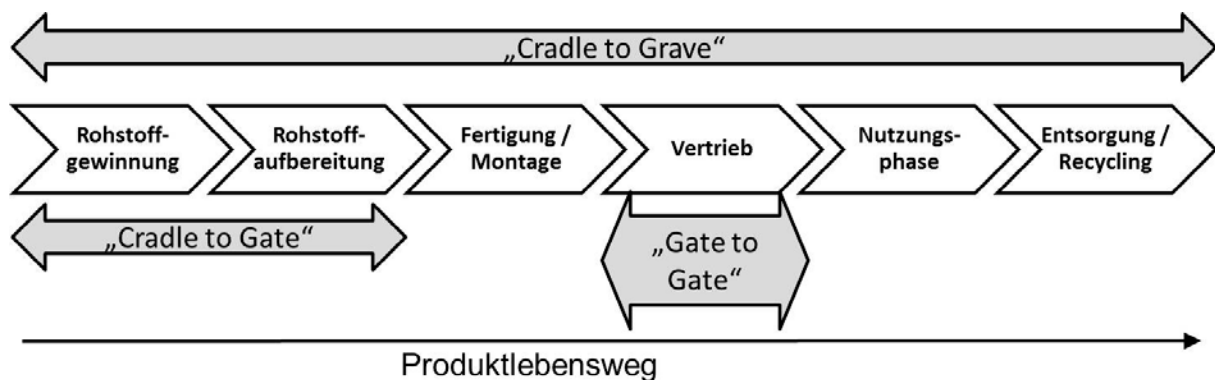 „Cradle to Grave“
Rohstoff-
gewinnung
Rohstoff-
aufbereitung
Fertigung /
Montage
Vertrieb
Nutzungs-
phase
Entsorgung /
Recycling
„Cradle to Gate“
„Gate to
Gate“
Produktlebensweg